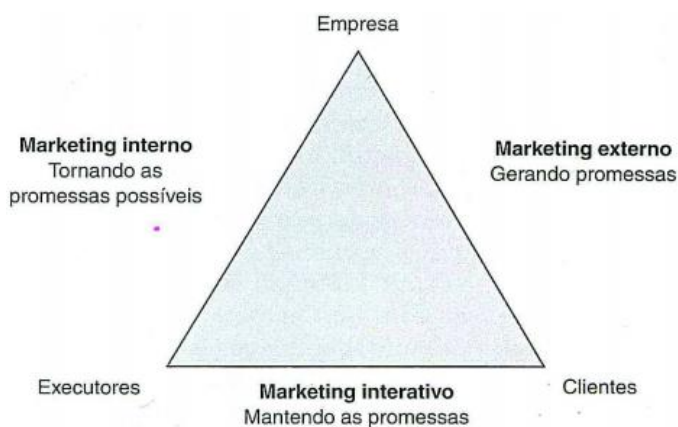 Empresa
Marketing interno
Tornando as
promessas possíveis
Marketing externo
Gerando promessas
Executores
Marketing interativo
Mantendo as promessas
Clientes